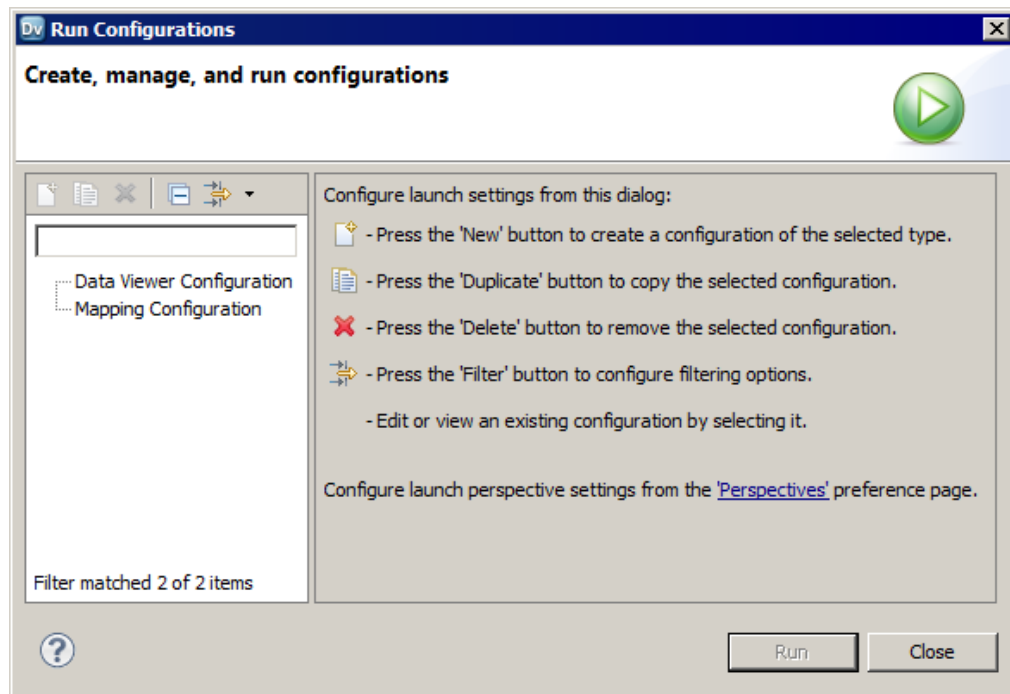 Dv Run Configurations
Create, manage, and run configurations
Configure launch settings from this dialog:
- Press the 'New' button to create a configuration of the selected type.
- Press the 'Duplicate' button to copy the selected configuration.
- Press the 'Delete' button to remove the selected configuration.
- Press the 'Filter' button to configure filtering options.
- Edit or view an existing configuration by selecting it.
Configure launch perspective settings from the 'Perspectives' preference page.
Data Viewer Configuration
Mapping Configuration
Filter matched 2 of 2 items
?
Run
Close